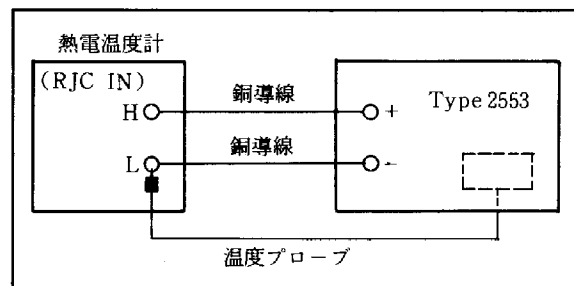 熱電温度計
(RJC IN)
H
銅導線
+
Type 2553
L
銅導線
-
温度プローブ